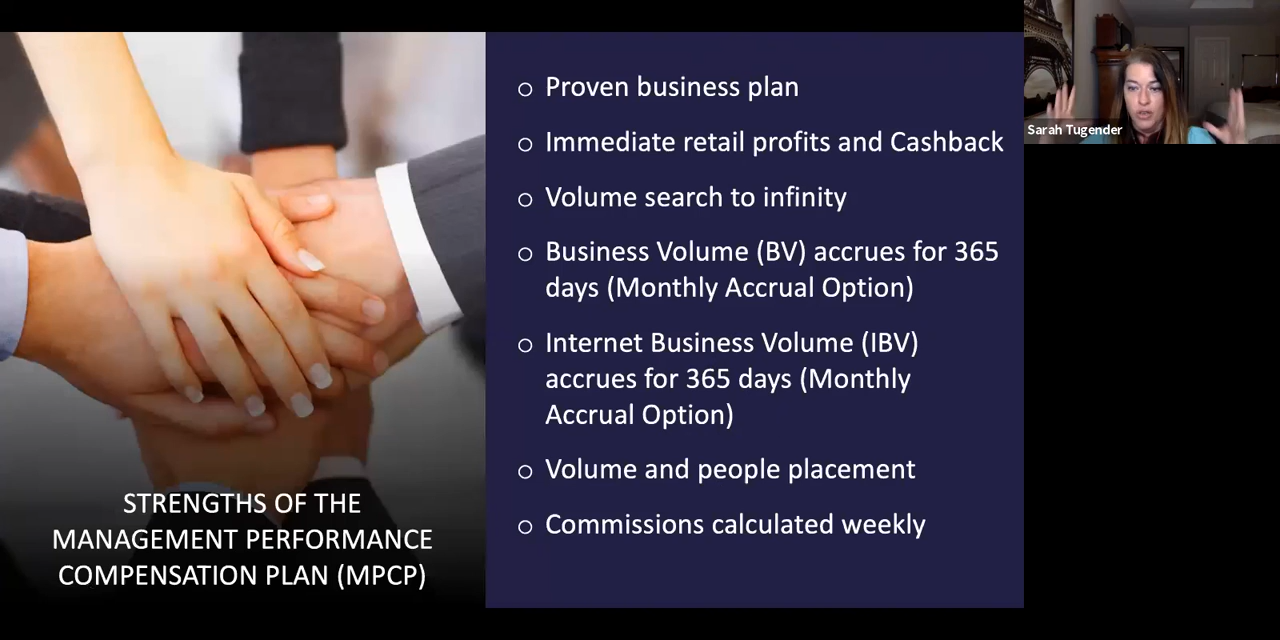 STRENGTHS OF THE
MANAGEMENT PERFORMANCE
COMPENSATION PLAN (MPCP)
Proven business plan
Immediate retail profits and Cashback
Volume search to infinity
Business Volume (BV) accrues for 365
days (Monthly Accrual Option)
Internet Business Volume (IBV)
accrues for 365 days (Monthly
Accrual Option)
Volume and people placement
Commissions calculated weekly
Sarah Tugender